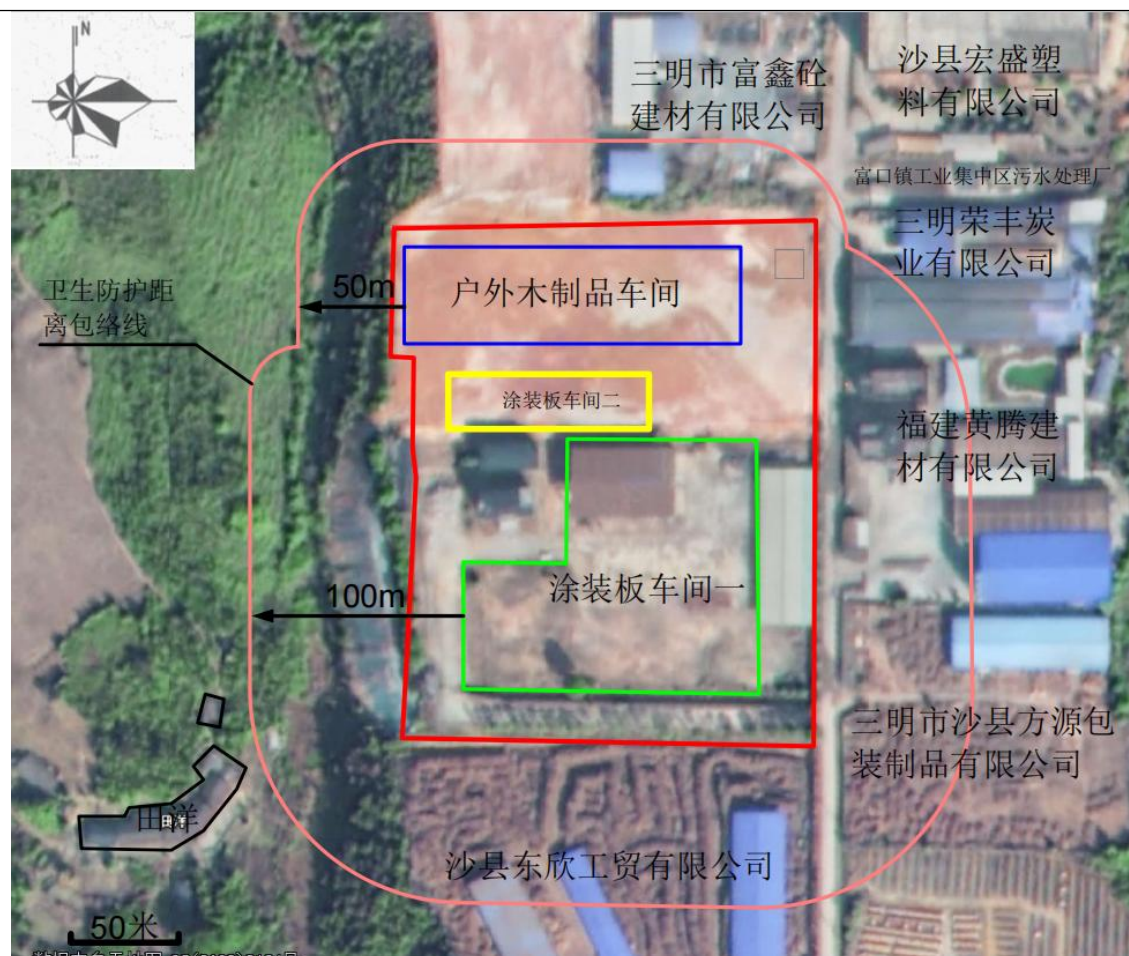 N
三明市富鑫砼
建材有限公司
沙县宏盛塑
料有限公司
富口镇工业集中区污水处理厂
三明荣丰炭
业有限公司
卫生防护距
离包络线
50m
户外木制品车间
涂装板车间二
福建黄腾建
材有限公司
100m
涂装板车间一
三明市沙县方源包
装制品有限公司
田洋
田洋
沙县东欣工贸有限公司
50米